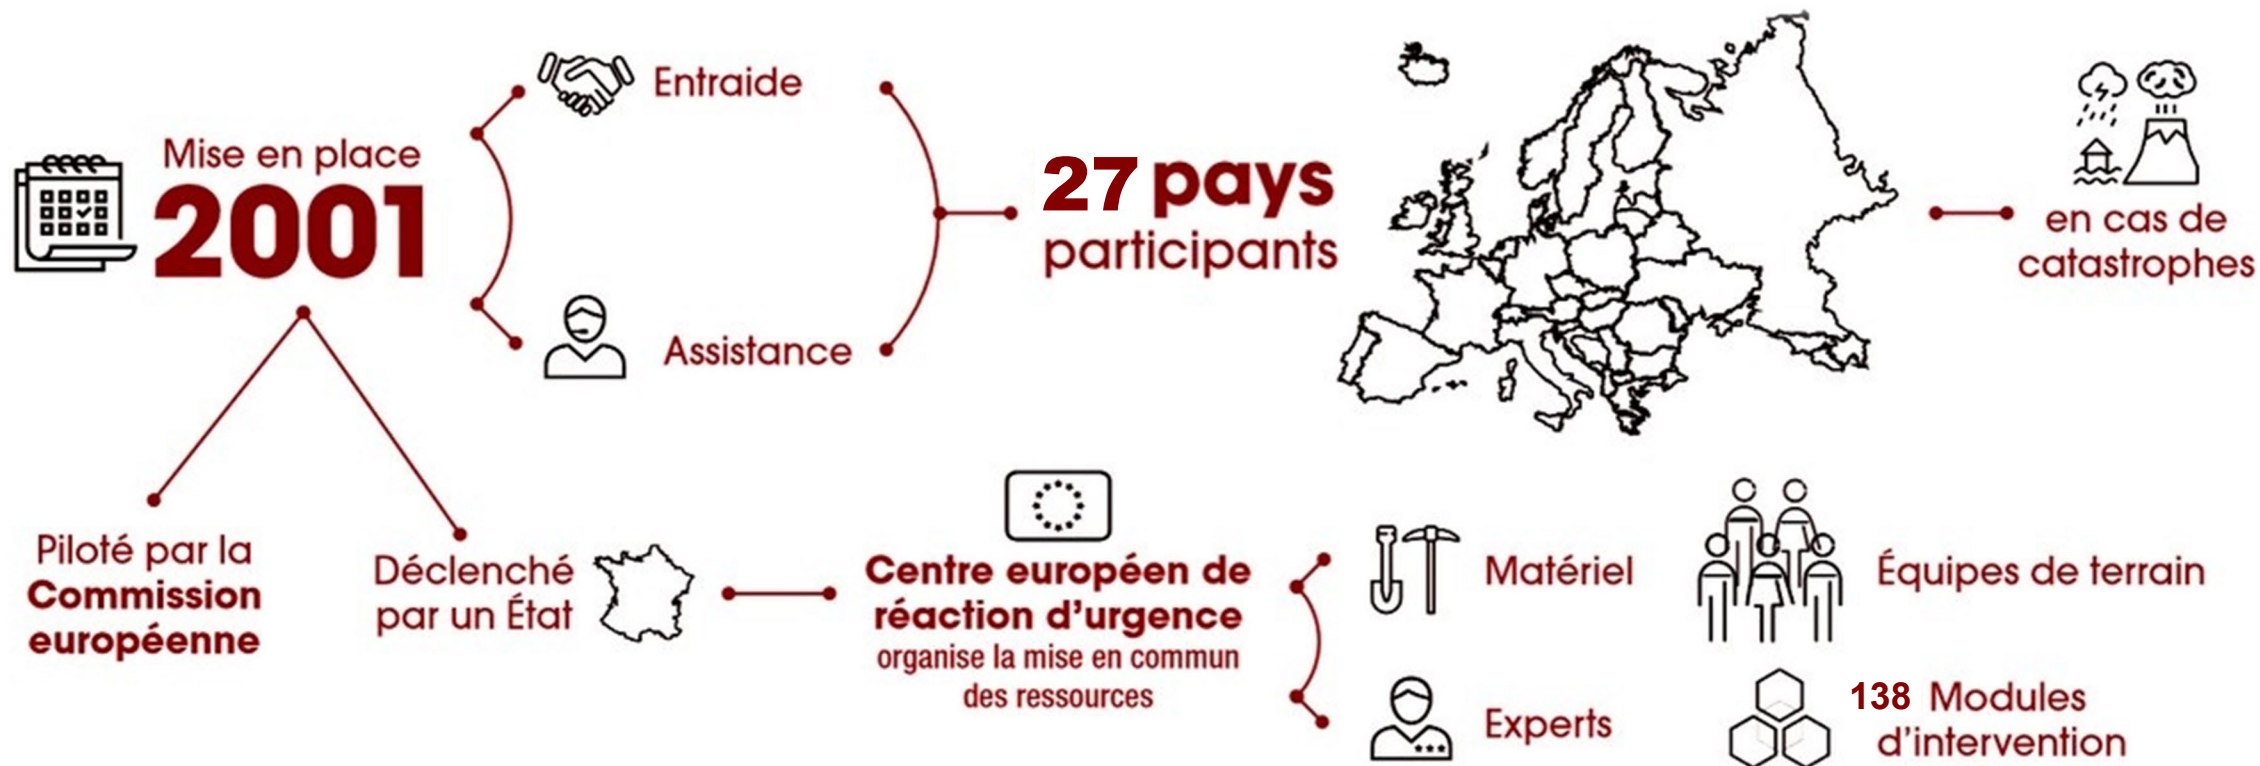 Entraide
Mise en place
2001
Assistance
27 pays
participants
en cas de
catastrophes
Piloté par la
Commission
européenne
Déclenché
par un État
Centre européen de
réaction d’urgence
organise la mise en commun
des ressources
Matériel
Équipes de terrain
Experts
138 Modules
d’intervention